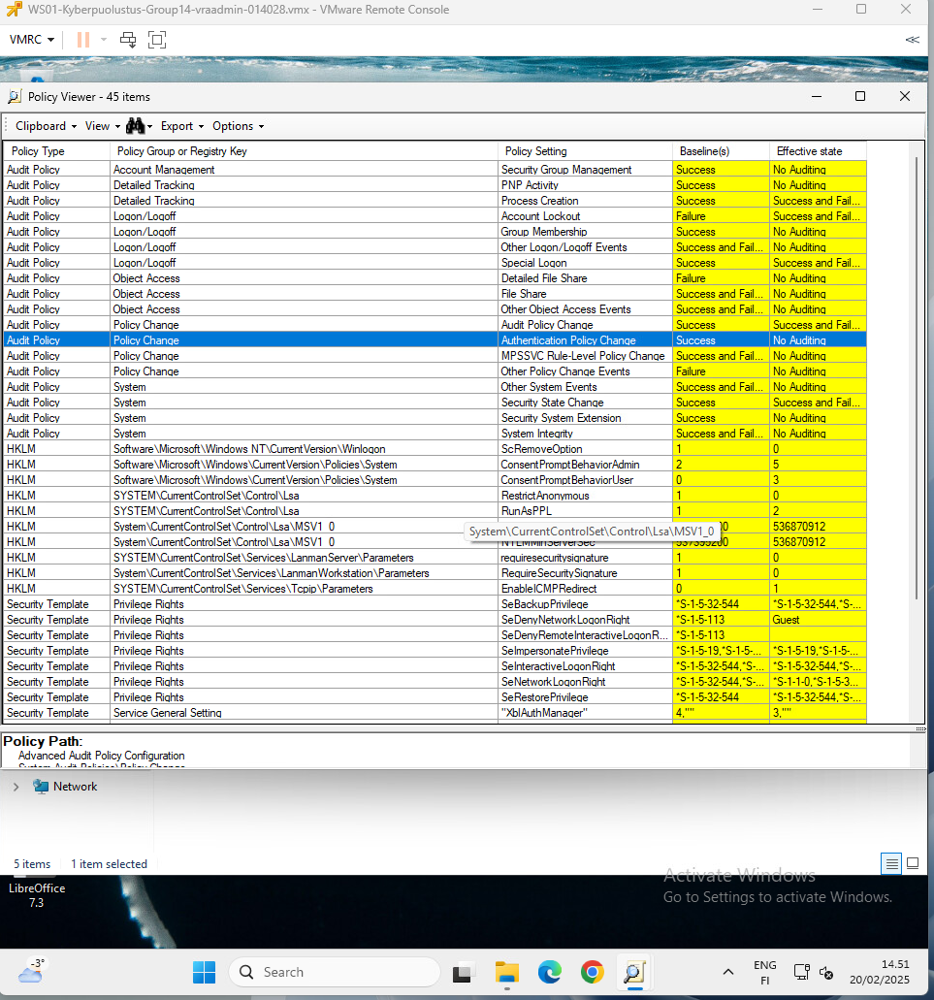 WS01-Kyberpuolustus-Group14-vraadmin-014028.vmx - VMware Remote Console
VMRC
Policy Viewer - 45 items
Clipboard View Export Options
Policy Type Policy Group or Registry Key Policy Setting Baseline(s) Effective state
Audit Policy Account Management Security Group Management Success No Auditing
Audit Policy Detailed Tracking PNP Activity Success No Auditing
Audit Policy Detailed Tracking Process Creation Success Success and Fail...
Audit Policy Logon/Logoff Account Lockout Failure Success and Fail...
Audit Policy Logon/Logoff Group Membership Success No Auditing
Audit Policy Logon/Logoff Other Logon/Logoff Events Success and Fail... No Auditing
Audit Policy Logon/Logoff Special Logon Success Success and Fail...
Audit Policy Object Access Detailed File Share Failure No Auditing
Audit Policy Object Access File Share Success and Fail... No Auditing
Audit Policy Object Access Other Object Access Events Success and Fail... No Auditing
Audit Policy Policy Change Audit Policy Change Success Success and Fail...
Audit Policy Policy Change Authentication Policy Change Success No Auditing
Audit Policy Policy Change MPSSVC Rule-Level Policy Change Success and Fail... No Auditing
Audit Policy Policy Change Other Policy Change Events Failure No Auditing
Audit Policy System Other System Events Success and Fail... No Auditing
Audit Policy System Security State Change Success Success and Fail...
Audit Policy System Security System Extension Success No Auditing
Audit Policy System System Integrity Success and Fail... No Auditing
HKLM Software\Microsoft\Windows NT\CurrentVersion\Winlogon ScRemoveOption 1 0
HKLM Software\Microsoft\Windows\CurrentVersion\Policies\System ConsentPromptBehaviorAdmin 2 5
HKLM Software\Microsoft\Windows\CurrentVersion\Policies\System ConsentPromptBehaviorUser 0 3
HKLM SYSTEM\CurrentControlSet\Control\Lsa RestrictAnonymous 1 0
HKLM SYSTEM\CurrentControlSet\Control\Lsa RunAsPPL 1 2
HKLM System\CurrentControlSet\Control\Lsa\MSV1_0 536870912
System\CurrentControlSet\Control\Lsa\MSV1_0
HKLM System\CurrentControlSet\Control\Lsa\MSV1_0 NTLMMinServerSec 537395200 536870912
HKLM SYSTEM\CurrentControlSet\Services\LanmanServer\Parameters requiresecuritysignature 1 0
HKLM System\CurrentControlSet\Services\LanmanWorkstation\Parameters RequireSecuritySignature 1 0
HKLM SYSTEM\CurrentControlSet\Services\Tcpip\Parameters EnableICMPRedirect 0 1
Security Template Privilege Rights SeBackupPrivilege *S-1-5-32-544 *S-1-5-32-544,*S-...
Security Template Privilege Rights SeDenyNetworkLogonRight *S-1-5-113 Guest
Security Template Privilege Rights SeDenyRemoteInteractiveLogonR... *S-1-5-113
Security Template Privilege Rights SeImpersonatePrivilege *S-1-5-19,*S-1-5-... *S-1-5-19,*S-1-5-...
Security Template Privilege Rights SeInteractiveLogonRight *S-1-5-32-544,*S-... *S-1-5-32-544,*S-...
Security Template Privilege Rights SeNetworkLogonRight *S-1-5-32-544,*S-... *S-1-1-0,*S-1-5-3...
Security Template Privilege Rights SeRestorePrivilege *S-1-5-32-544 *S-1-5-32-544,*S-...
Security Template Service General Setting "XblAuthManager" 4,"" 3,""
Policy Path:
Advanced Audit Policy Configuration
System Audit Policies\Policy Change
Network
5 items 1 item selected
Activate Windows
Go to Settings to activate Windows.
LibreOffice
7.3
-3°
Search
ENG
FI
14.51
20/02/2025